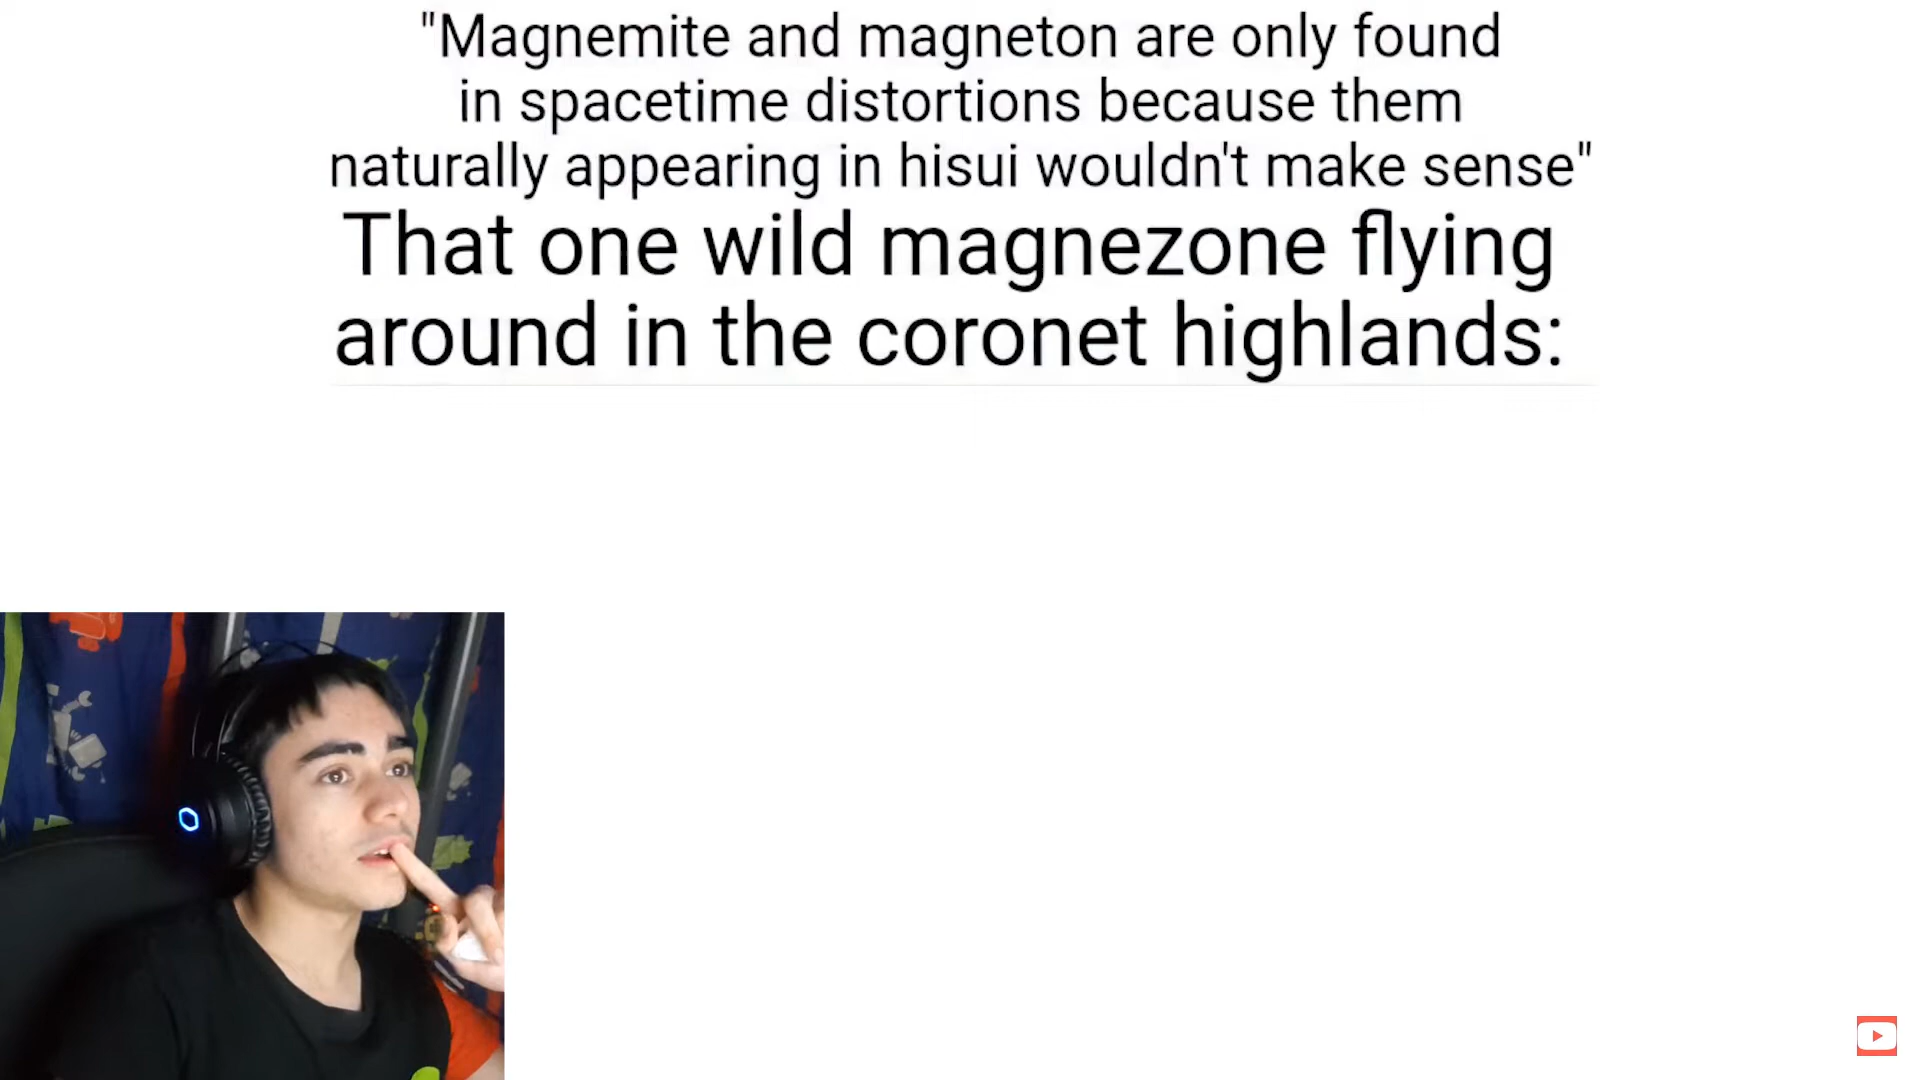 "Magnemite and magneton are only found
in spacetime distortions because them
naturally appearing in hisui wouldn't make sense"
That one wild magnezone flying
around in the coronet highlands: